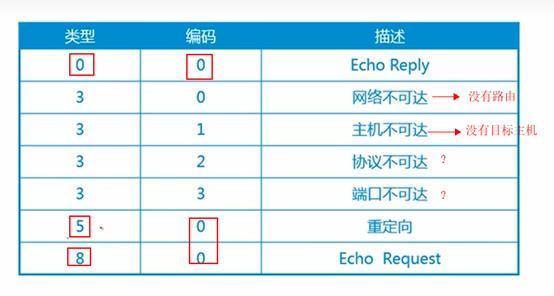 类型 编码 描述
0 0 Echo Reply
3 0 网络不可达 没有路由
3 1 主机不可达 没有目标主机
3 2 协议不可达 ?
3 3 端口不可达 ?
5 0 重定向
8 0 Echo Request